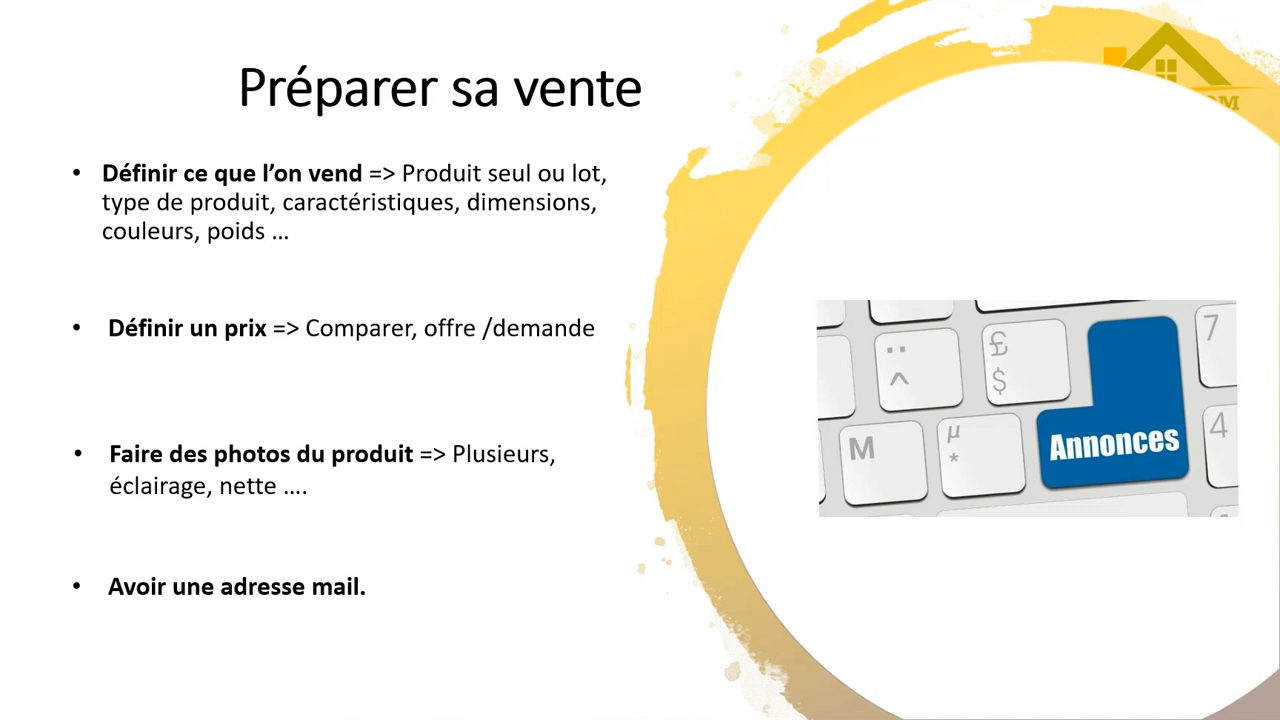 Préparer sa vente
• Définir ce que l’on vend => Produit seul ou lot,
type de produit, caractéristiques, dimensions,
couleurs, poids …
• Définir un prix => Comparer, offre /demande
• Faire des photos du produit => Plusieurs,
éclairage, nette ….
• Avoir une adresse mail.
¨
^
£
$
7
M
µ
*
Annonces
4